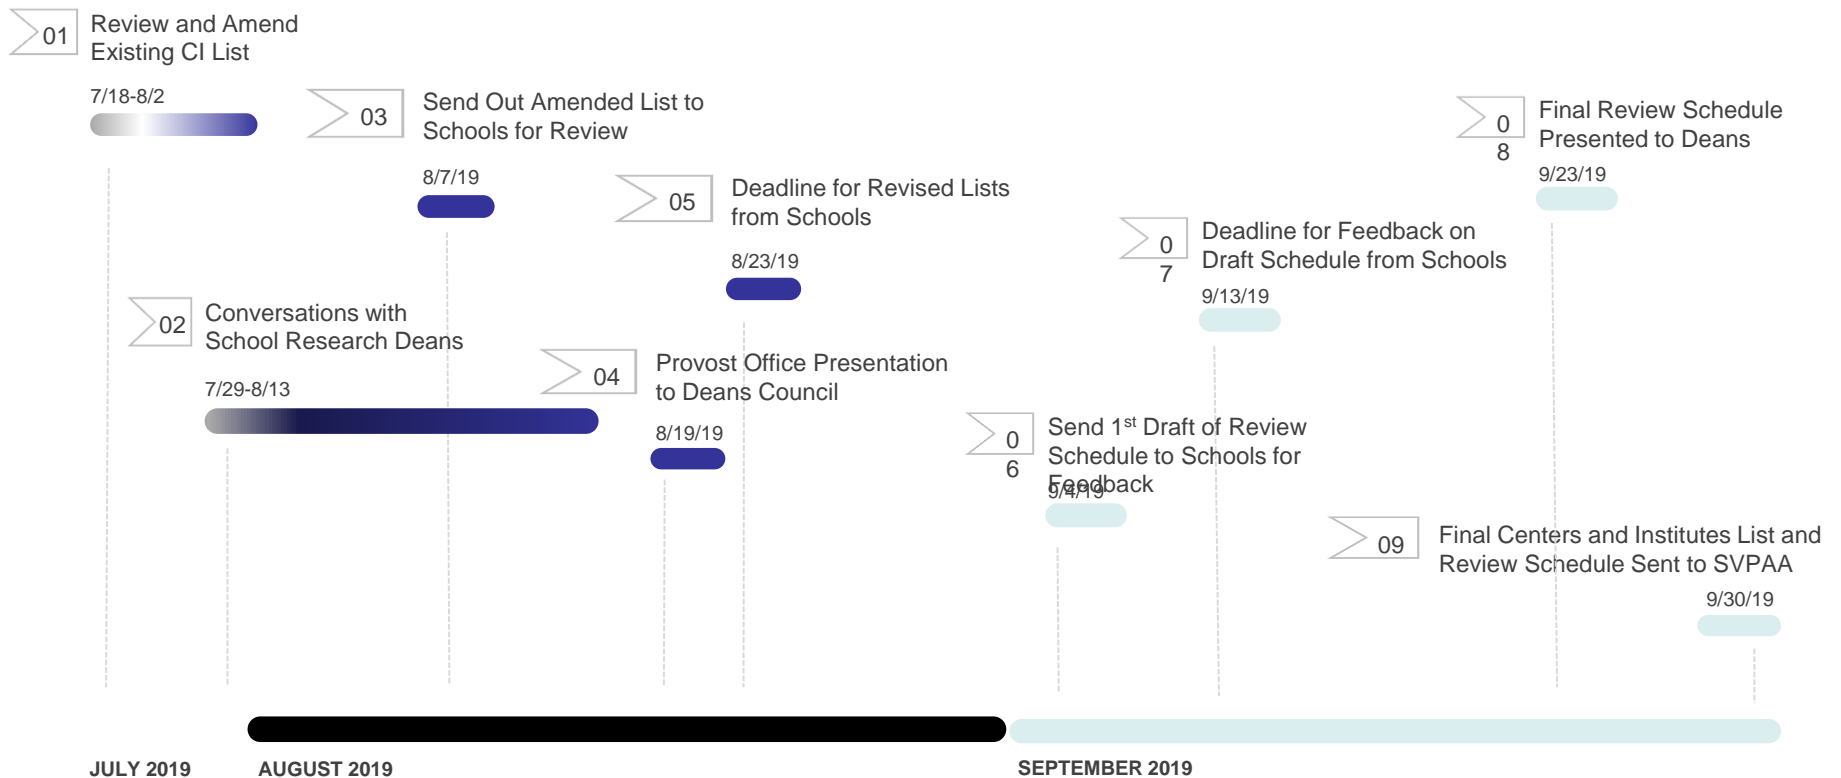 01
Review and Amend
Existing CI List
7/18-8/2
02
Conversations with
School Research Deans
7/29-8/13
03
Send Out Amended List to
Schools for Review
8/7/19
04
Provost Office Presentation
to Deans Council
8/19/19
05
Deadline for Revised Lists
from Schools
8/23/19
0
6
Send 1st Draft of Review
Schedule to Schools for
Feedback
9/4/19
0
7
Deadline for Feedback on
Draft Schedule from Schools
9/13/19
0
8
Final Review Schedule
Presented to Deans
9/23/19
09
Final Centers and Institutes List and
Review Schedule Sent to SVPAA
9/30/19
JULY 2019
AUGUST 2019
SEPTEMBER 2019